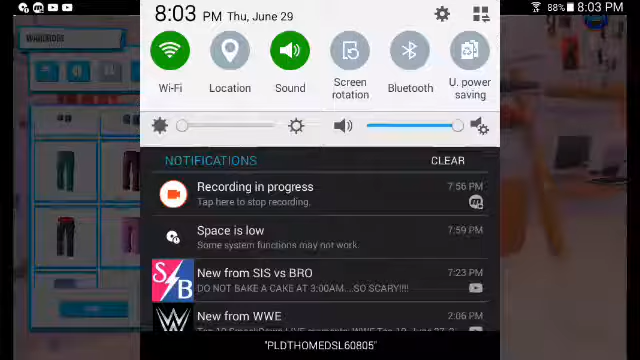 88% 8:03 PM
8:03 PM Thu, June 29
WARDROBE
Wi-Fi
Location
Sound
Screen rotation
Bluetooth
U. power saving
NOTIFICATIONS
CLEAR
Recording in progress 7:56 PM
Tap here to stop recording.
Space is low 7:59 PM
Some system functions may not work.
S/B
New from SIS vs BRO 7:23 PM
DO NOT BAKE A CAKE AT 3:00AM....SO SCARY!!!!
New from WWE 2:06 PM
"PLDTHOMEDSL60805"